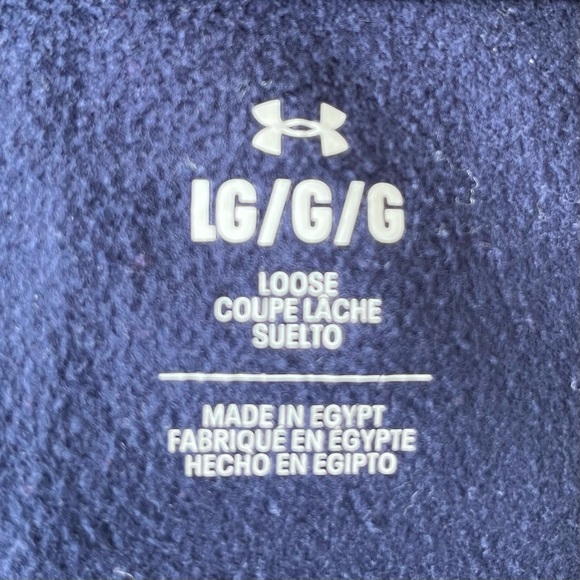 LG/G/G
LOOSE
COUPE LÂCHE
SUELTO
MADE IN EGYPT
FABRIQUÉ EN ÉGYPTE
HECHO EN EGIPTO